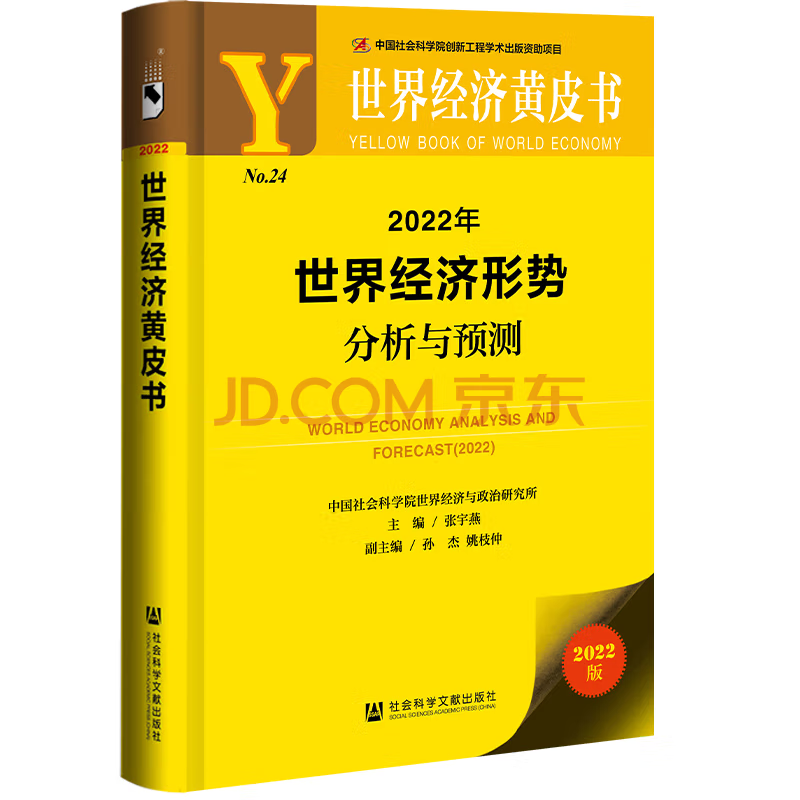 2022
世界经济黄皮书
社会科学文献出版社
SOCIAL SCIENCES ACADEMIC PRESS (CHINA)
中国社会科学院创新工程学术出版资助项目
Y
世界经济黄皮书
YELLOW BOOK OF WORLD ECONOMY
No.24
2022年
世界经济形势
分析与预测
JD.COM 京东
WORLD ECONOMY ANALYSIS AND
FORECAST(2022)
中国社会科学院世界经济与政治研究所
主 编 / 张宇燕
副主编 / 孙 杰 姚枝仲
2022
版
社会科学文献出版社
SOCIAL SCIENCES ACADEMIC PRESS (CHINA)